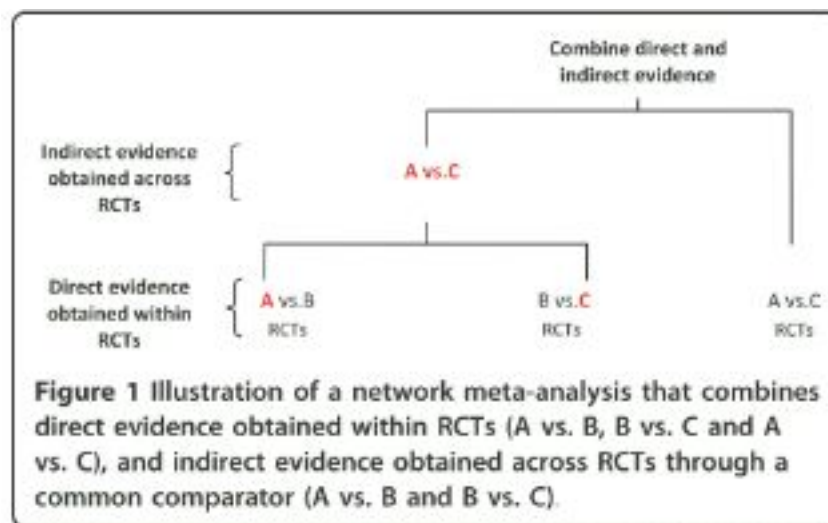 Combine direct and
indirect evidence
Indirect evidence
obtained across
RCTs
A vs.C
Direct evidence
obtained within
RCTs
A vs.B
RCTs
B vs.C
RCTs
A vs.C
RCTs
Figure 1 Illustration of a network meta-analysis that combines
direct evidence obtained within RCTs (A vs. B, B vs. C and A
vs. C), and indirect evidence obtained across RCTs through a
common comparator (A vs. B and B vs. C).